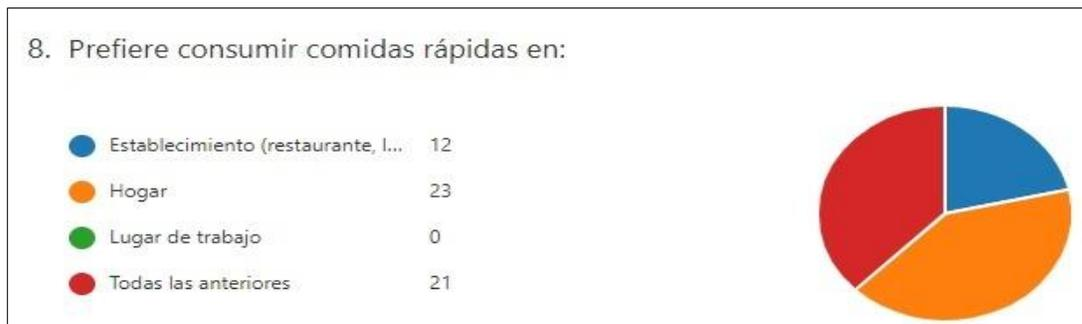 8. Prefiere consumir comidas rápidas en:
Establecimiento (restaurante, l... 12
Hogar 23
Lugar de trabajo 0
Todas las anteriores 21